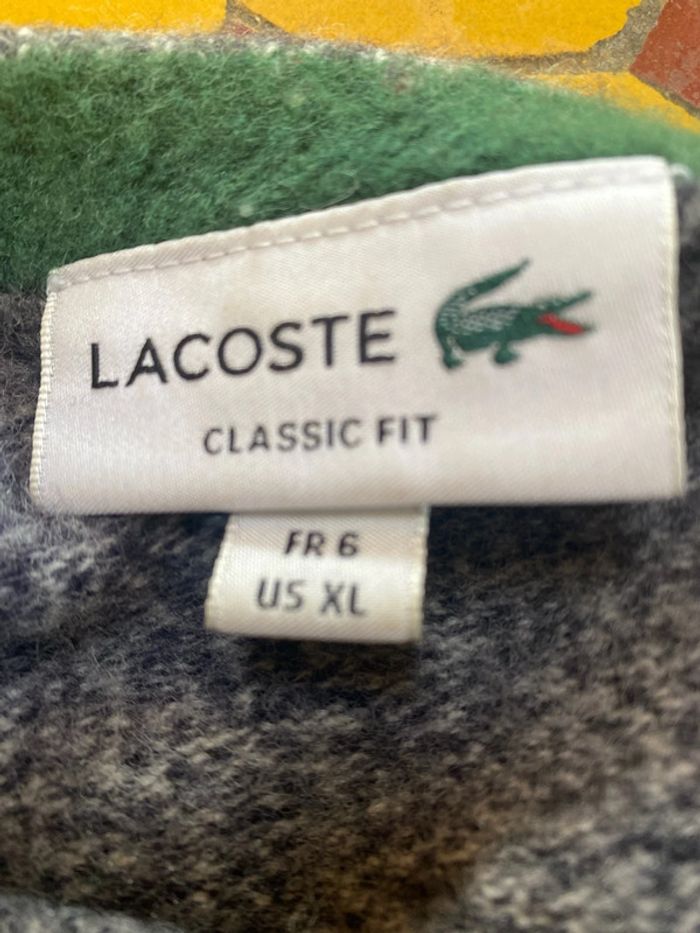 LACOSTE
CLASSIC FIT
FR 6
US XL